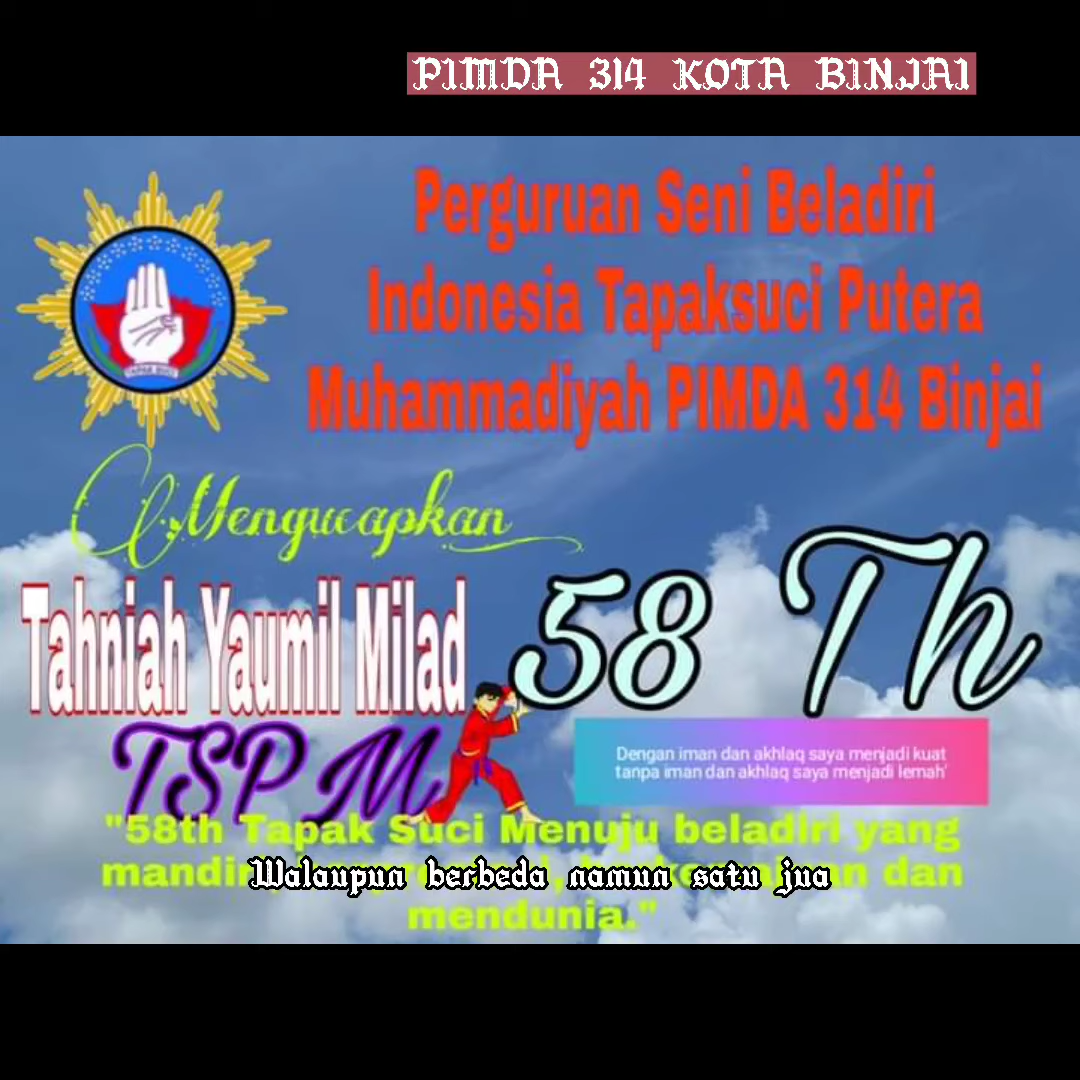 PIMDA 314 KOTA BINJAI
Perguruan Seni Beladiri
Indonesia Tapaksuci Putera
Muhammadiyah PIMDA 314 Binjai
TAPAK SUCI
Mengucapkan
Tahniah Yaumil Milad
58 Th
TSPM
Dengan iman dan akhlaq saya menjadi kuat
tanpa iman dan akhlaq saya menjadi lemah'
"58th Tapak Suci Menuju beladiri yang
dan
Walaupun berbeda namun satu jua
mendunia."